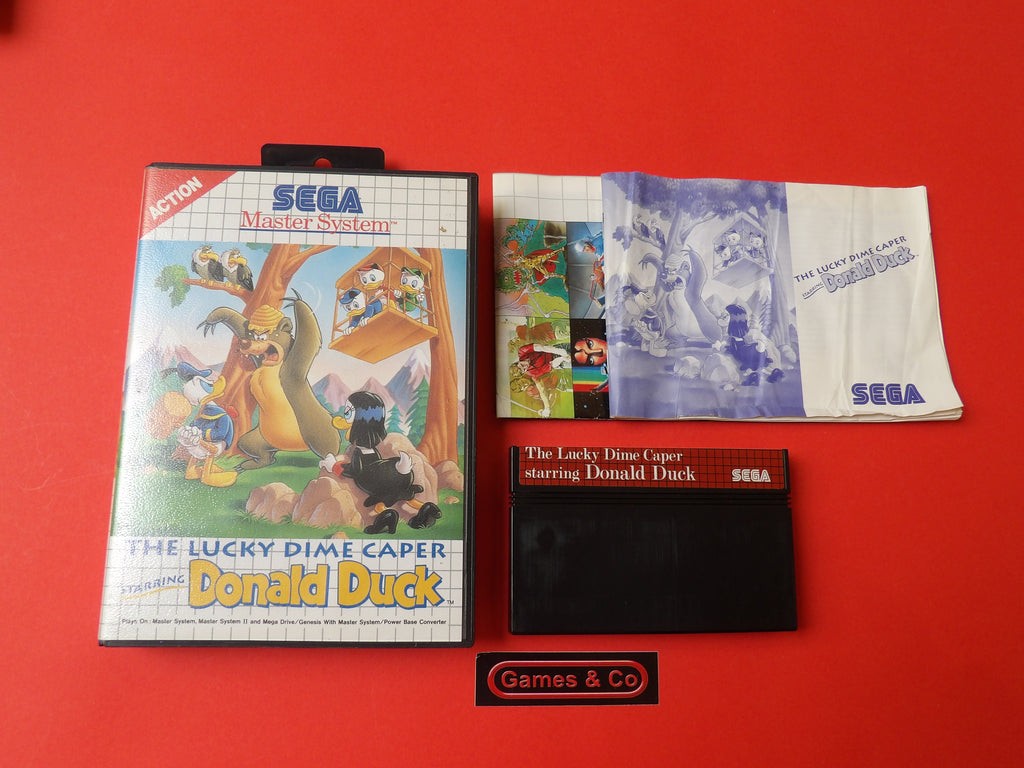 ACTION
SEGA
Master System™
THE LUCKY DIME CAPER
STARRING
Donald Duck™
Plays On: Master System, Master System II and Mega Drive/Genesis With Master System/Power Base Converter
THE LUCKY DIME CAPER
STARRING Donald Duck
SEGA
The Lucky Dime Caper
starring Donald Duck
SEGA
Games & Co